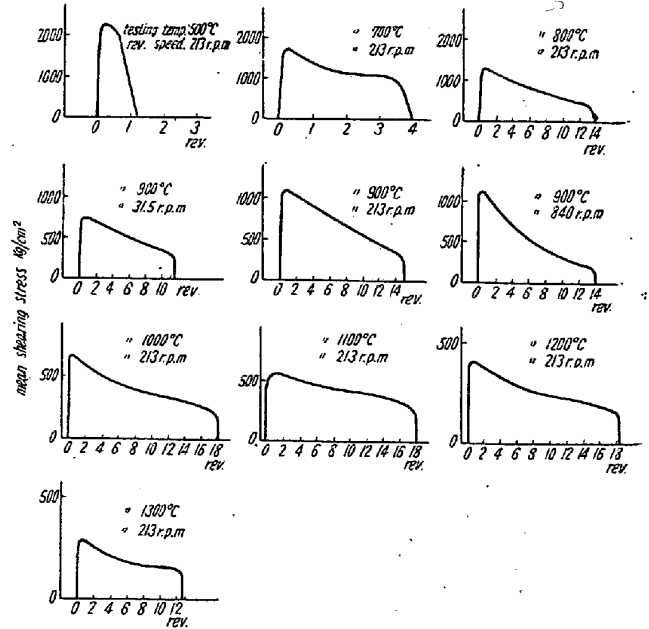 mean shearing stress Kg/cm²
2000
1000
0
testing temp. 500°C
rev. speed. 213 r.p.m
0 1 2 3
rev.
2000
1000
0
" 700°C
" 213 r.p.m
0 1 2 3 4
2000
1000
0
" 800°C
" 213 r.p.m
0 2 4 6 8 10 12 14
rev.
1000
500
0
" 900°C
" 31.5 r.p.m
0 2 4 6 8 10 rev.
1000
500
0
" 900°C
" 213 r.p.m
0 2 4 6 8 10 12 14
rev.
1000
500
0
" 900°C
" 840 r.p.m
0 2 4 6 8 10 12 14
rev.
500
0
" 1000°C
" 213 r.p.m
0 2 4 6 8 10 12 14 16 18
rev.
500
0
" 1100°C
" 213 r.p.m
0 2 4 6 8 10 12 14 16 18
rev.
500
0
" 1200°C
" 213 r.p.m
0 2 4 6 8 10 12 14 16 18
rev.
500
0
" 1300°C
" 213 r.p.m
0 2 4 6 8 10 12
rev.